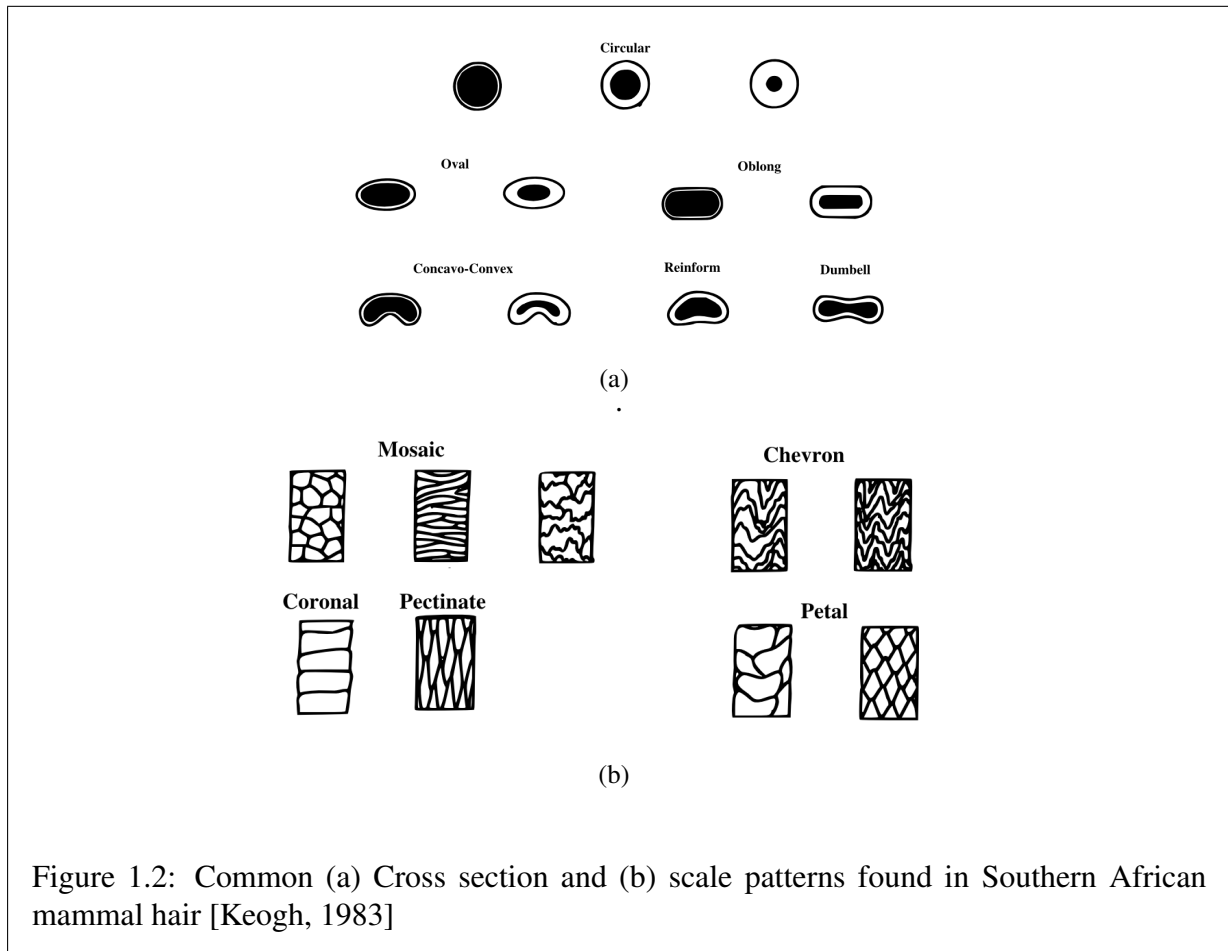 Circular
Oval
Oblong
Concavo-Convex
Reinform
Dumbell
(a)
.
Mosaic
Chevron
Coronal
Pectinate
Petal
(b)
Figure 1.2: Common (a) Cross section and (b) scale patterns found in Southern African
mammal hair [Keogh, 1983]